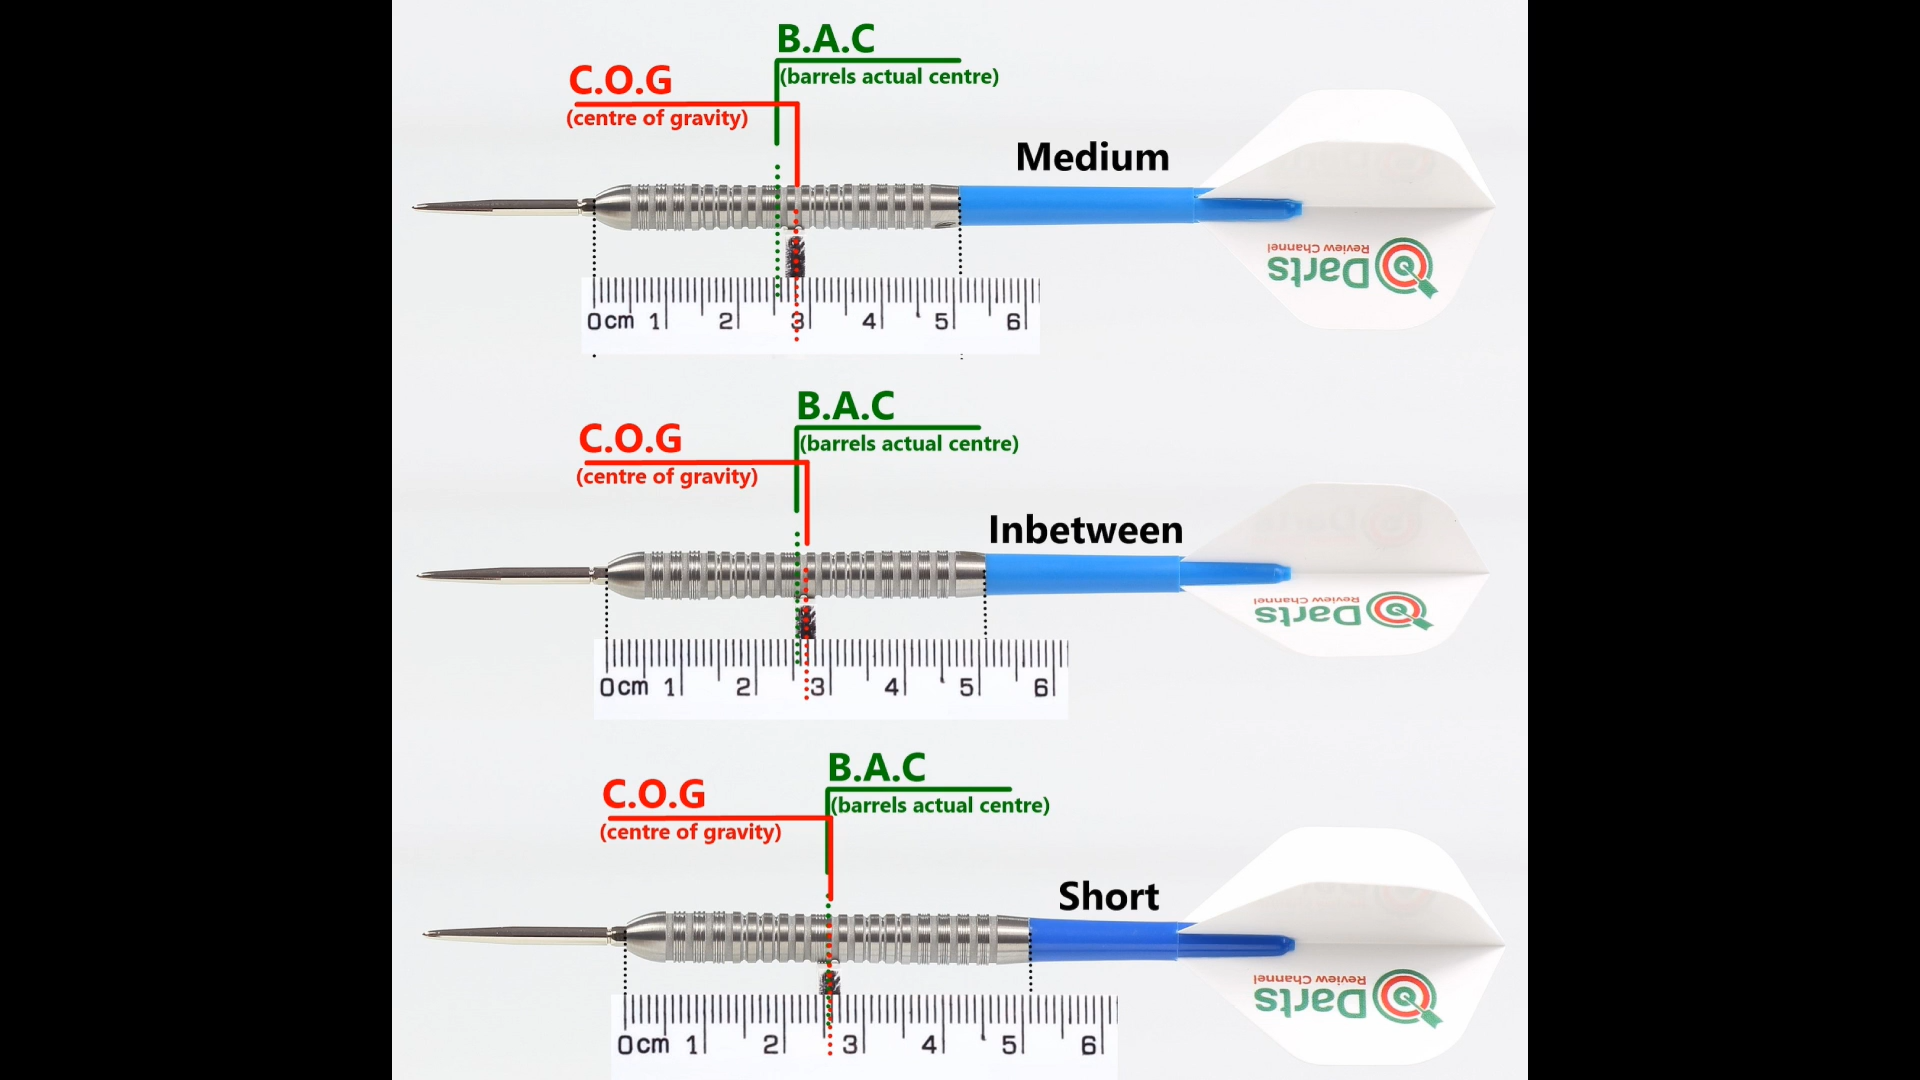 B.A.C
(barrels actual centre)
C.O.G
(centre of gravity)
Medium
Review Channel
Darts
0cm 1 2 3 4 5 6
B.A.C
(barrels actual centre)
C.O.G
(centre of gravity)
Inbetween
Review Channel
Darts
0cm 1 2 3 4 5 6
B.A.C
(barrels actual centre)
C.O.G
(centre of gravity)
Short
Review Channel
Darts
0cm 1 2 3 4 5 6